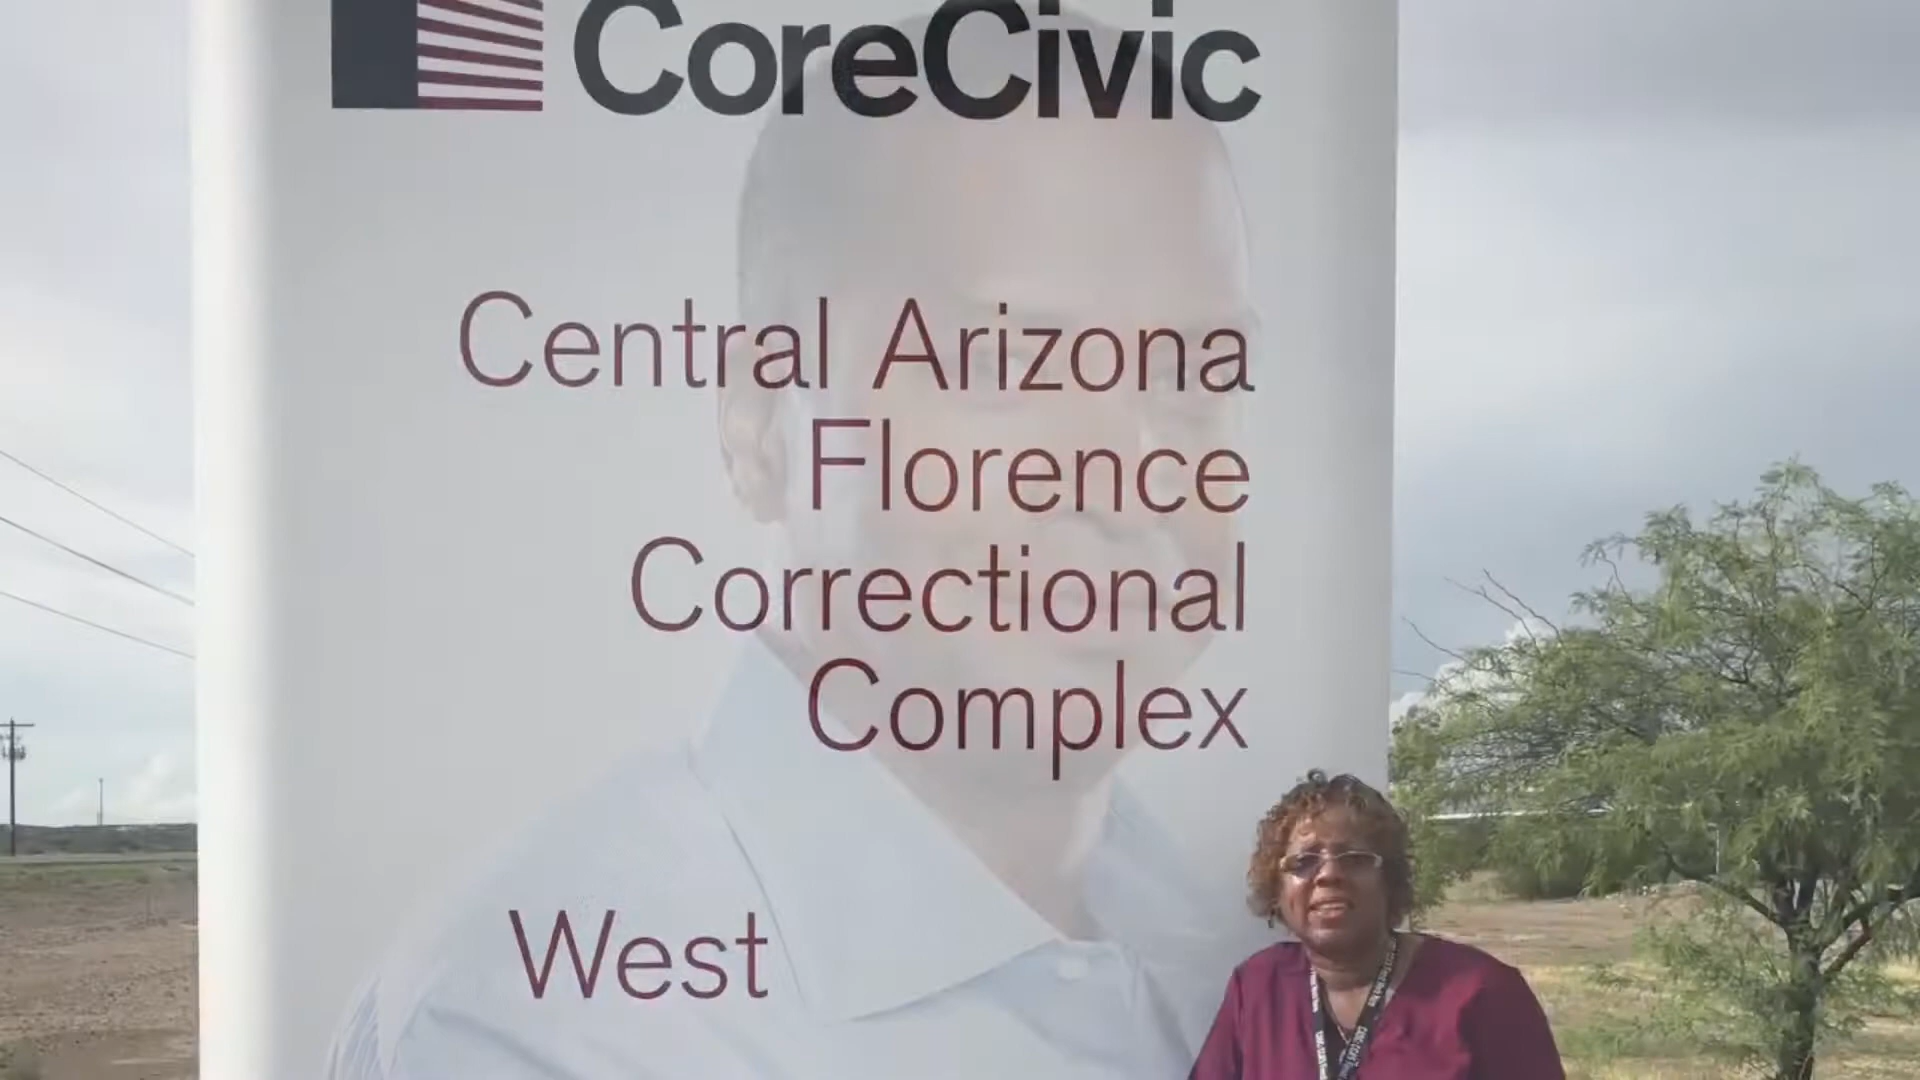 CoreCivic
Central Arizona
Florence
Correctional
Complex
West